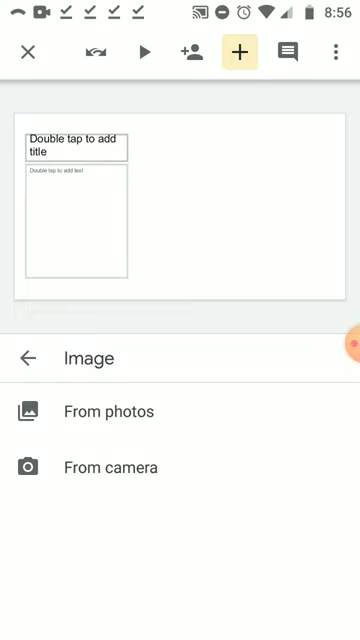 8:56
Double tap to add
title
Double tap to add text
Image
From photos
From camera